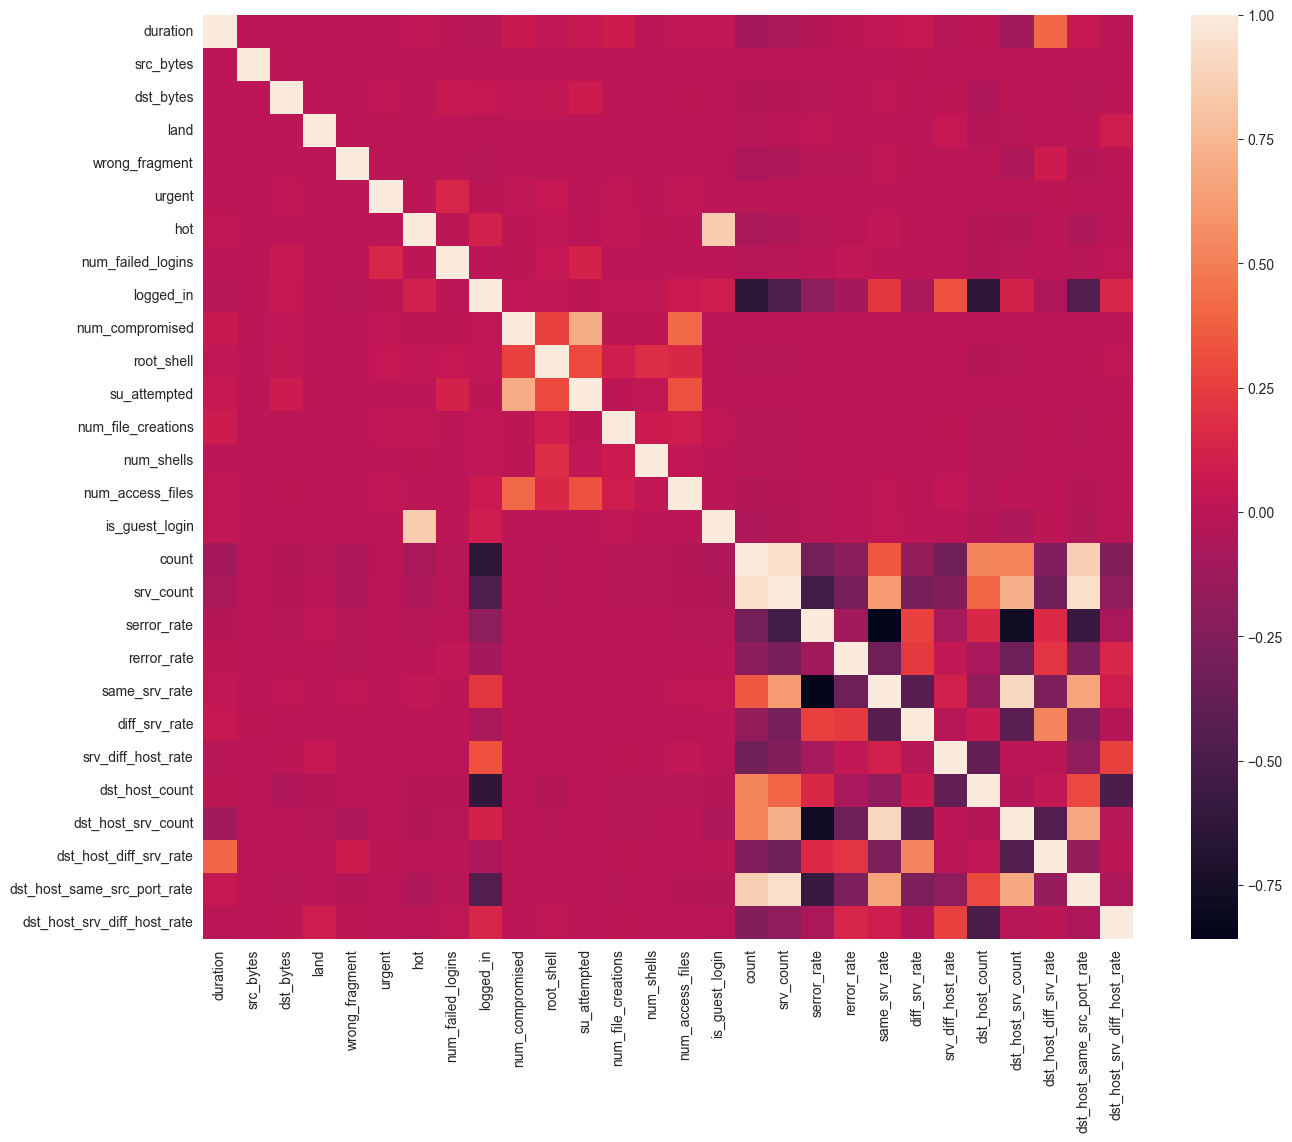 duration
src_bytes
dst_bytes
land
wrong_fragment
urgent
hot
num_failed_logins
logged_in
num_compromised
root_shell
su_attempted
num_file_creations
num_shells
num_access_files
is_guest_login
count
srv_count
serror_rate
rerror_rate
same_srv_rate
diff_srv_rate
srv_diff_host_rate
dst_host_count
dst_host_srv_count
dst_host_diff_srv_rate
dst_host_same_src_port_rate
dst_host_srv_diff_host_rate
duration
src_bytes
dst_bytes
land
wrong_fragment
urgent
hot
num_failed_logins
logged_in
num_compromised
root_shell
su_attempted
num_file_creations
num_shells
num_access_files
is_guest_login
count
srv_count
serror_rate
rerror_rate
same_srv_rate
diff_srv_rate
srv_diff_host_rate
dst_host_count
dst_host_srv_count
dst_host_diff_srv_rate
dst_host_same_src_port_rate
dst_host_srv_diff_host_rate
1.00
0.75
0.50
0.25
0.00
−0.25
−0.50
−0.75